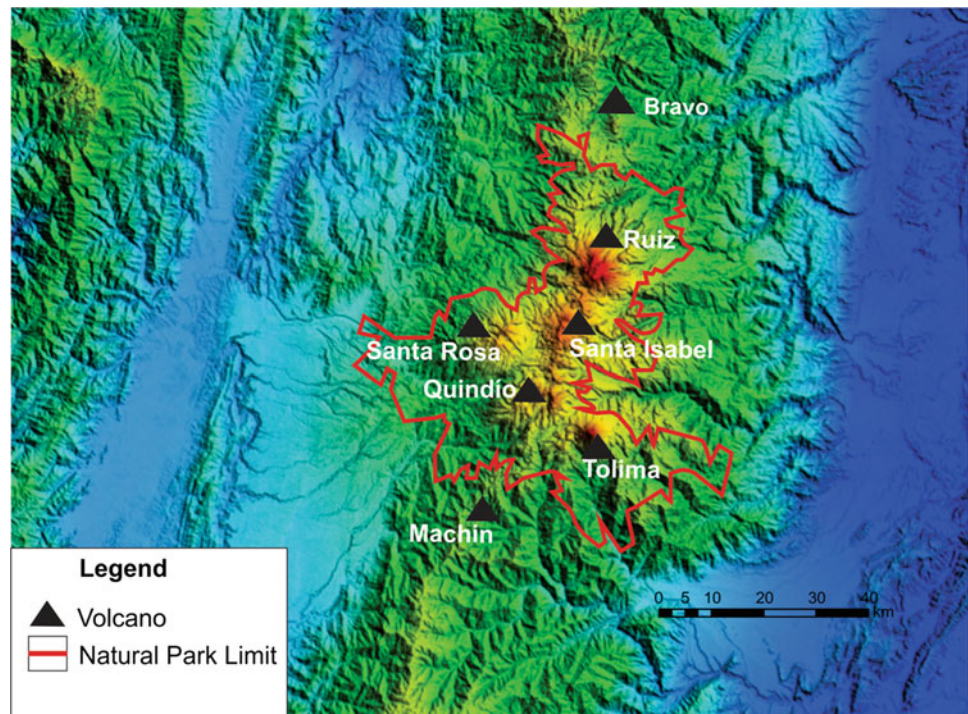 Bravo
Ruiz
Santa Rosa
Santa Isabel
Quindío
Tolima
Machín
Legend
Volcano
Natural Park Limit
0 5 10 20 30 40
km